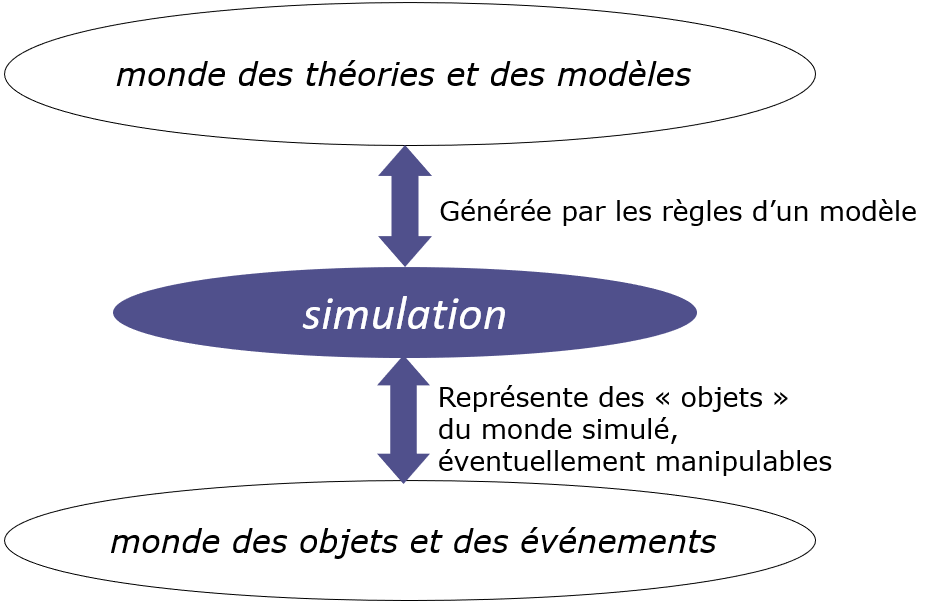 monde des théories et des modèles
Générée par les règles d’un modèle
simulation
Représente des « objets »
du monde simulé,
éventuellement manipulables
monde des objets et des événements